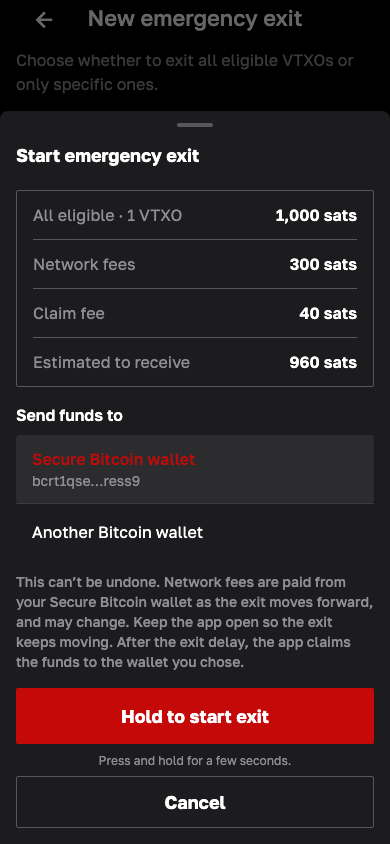 New emergency exit
Choose whether to exit all eligible VTXOs or
only specific ones.
Start emergency exit
All eligible · 1 VTXO 1,000 sats
Network fees 300 sats
Claim fee 40 sats
Estimated to receive 960 sats
Send funds to
Secure Bitcoin wallet
bcrt1qse...ress9
Another Bitcoin wallet
This can't be undone. Network fees are paid from
your Secure Bitcoin wallet as the exit moves forward,
and may change. Keep the app open so the exit
keeps moving. After the exit delay, the app claims
the funds to the wallet you chose.
Hold to start exit
Press and hold for a few seconds.
Cancel